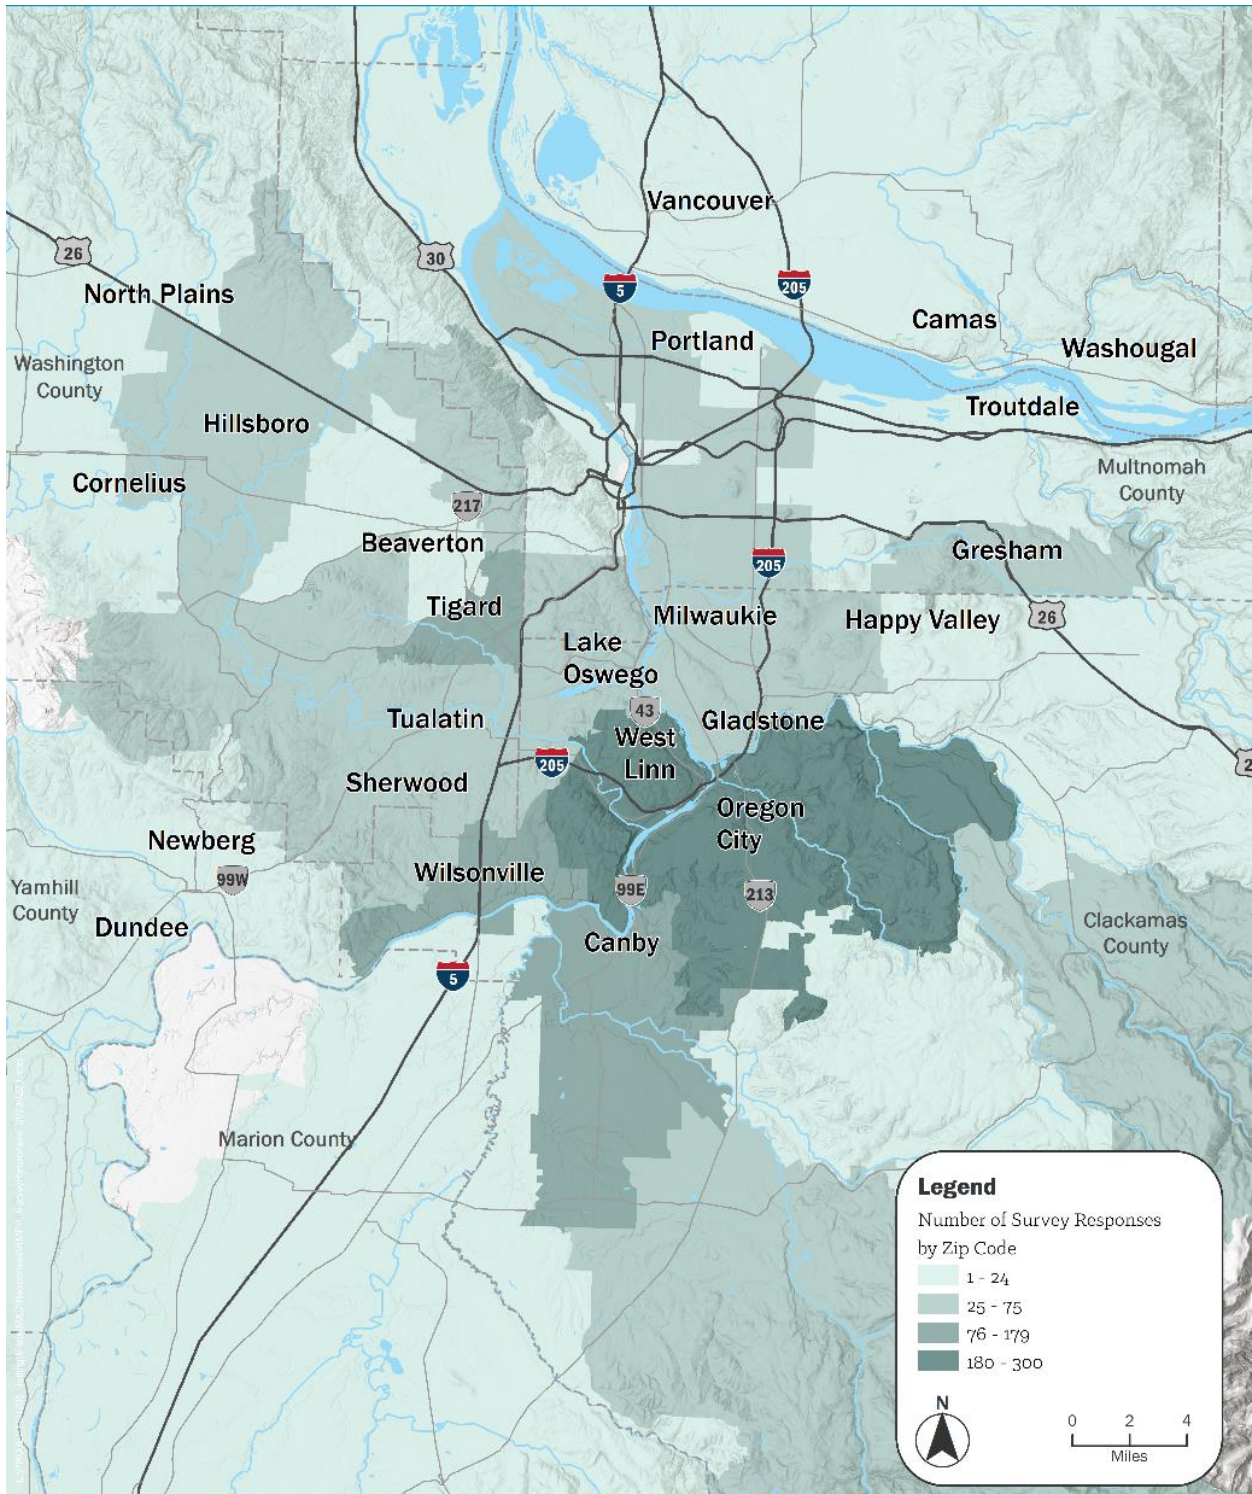 Vancouver
26
30
North Plains
5
205
Camas
Portland
Washougal
Washington
County
Troutdale
Hillsboro
Cornelius
Multnomah
County
217
Beaverton
Gresham
205
Tigard
Milwaukie
Happy Valley
26
Lake
Oswego
43
Tualatin
Gladstone
West
Linn
205
2
Sherwood
Oregon
City
Newberg
Wilsonville
99W
99E
213
Yamhill
County
Dundee
Clackamas
County
Canby
5
Marion County
Legend
Number of Survey Responses
by Zip Code
1 - 24
25 - 75
76 - 179
180 - 300
N
0 2 4
Miles